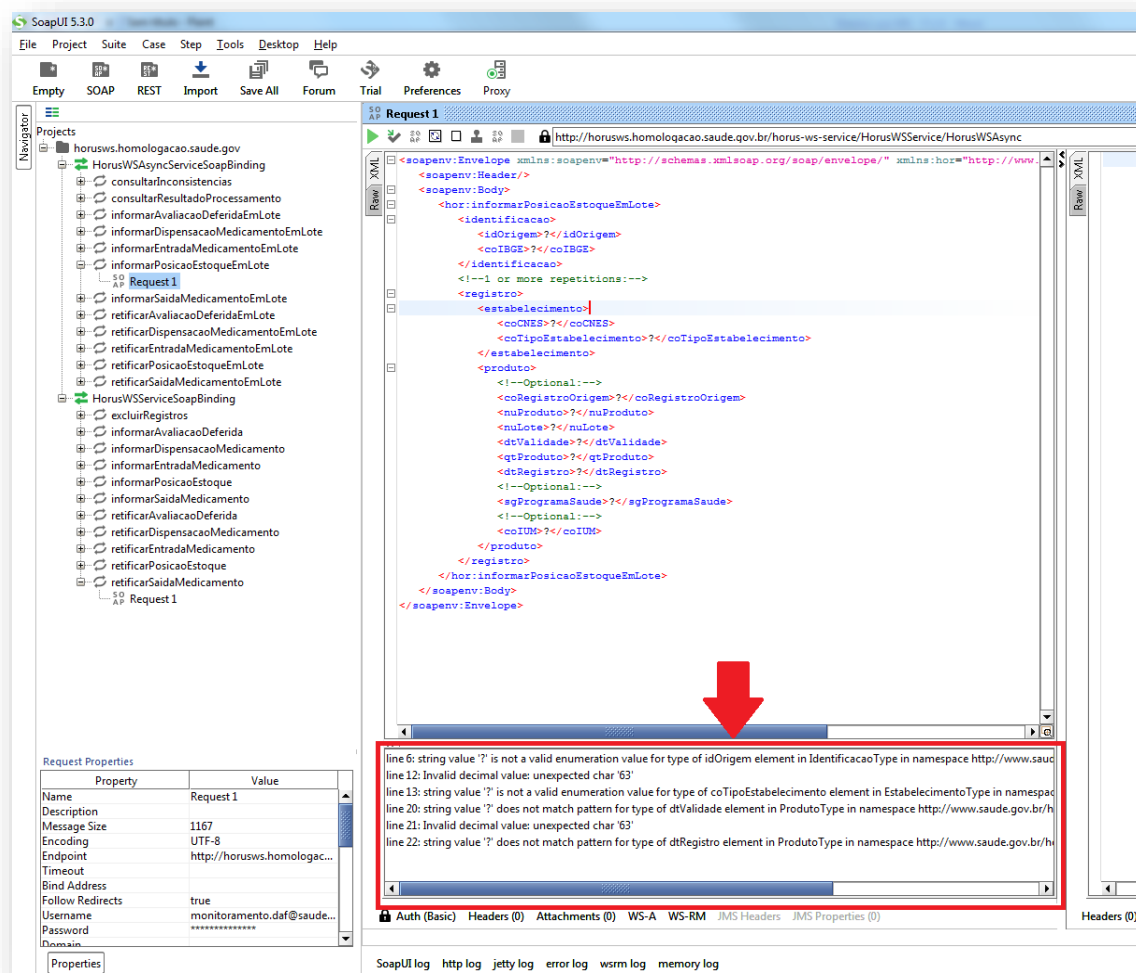 SoapUI 5.3.0
File Project Suite Case Step Tools Desktop Help
Empty SOAP REST Import Save All Forum Trial Preferences Proxy
Navigator
Projects
horusws.homologacao.saude.gov
HorusWSAsyncServiceSoapBinding
consultarInconsistencias
consultarResultadoProcessamento
informarAvaliacaoDeferidaEmLote
informarDispensacaoMedicamentoEmLote
informarEntradaMedicamentoEmLote
informarPosicaoEstoqueEmLote
Request 1
informarSaidaMedicamentoEmLote
retificarAvaliacaoDeferidaEmLote
retificarDispensacaoMedicamentoEmLote
retificarEntradaMedicamentoEmLote
retificarPosicaoEstoqueEmLote
retificarSaidaMedicamentoEmLote
HorusWSServiceSoapBinding
excluirRegistros
informarAvaliacaoDeferida
informarDispensacaoMedicamento
informarEntradaMedicamento
informarPosicaoEstoque
informarSaidaMedicamento
retificarAvaliacaoDeferida
retificarDispensacaoMedicamento
retificarEntradaMedicamento
retificarPosicaoEstoque
retificarSaidaMedicamento
Request 1
Request Properties
Property Value
Name Request 1
Description
Message Size 1167
Encoding UTF-8
Endpoint http://horusws.homologac...
Timeout
Bind Address
Follow Redirects true
Username monitoramento.daf@saude...
Password **************
Domain
Properties
Request 1
http://horusws.homologacao.saude.gov.br/horus-ws-service/HorusWSService/HorusWSAsync
XML
Raw
<soapenv:Envelope xmlns:soapenv="http://schemas.xmlsoap.org/soap/envelope/" xmlns:hor="http://www.
<soapenv:Header/>
<soapenv:Body>
<hor:informarPosicaoEstoqueEmLote>
<identificacao>
<idOrigem>?</idOrigem>
<coIBGE>?</coIBGE>
</identificacao>
<!--1 or more repetitions:-->
<registro>
<estabelecimento>
<coCNES>?</coCNES>
<coTipoEstabelecimento>?</coTipoEstabelecimento>
</estabelecimento>
<produto>
<!--Optional:-->
<coRegistroOrigem>?</coRegistroOrigem>
<nuProduto>?</nuProduto>
<nuLote>?</nuLote>
<dtValidade>?</dtValidade>
<qtProduto>?</qtProduto>
<dtRegistro>?</dtRegistro>
<!--Optional:-->
<sgProgramaSaude>?</sgProgramaSaude>
<!--Optional:-->
<coIUM>?</coIUM>
</produto>
</registro>
</hor:informarPosicaoEstoqueEmLote>
</soapenv:Body>
</soapenv:Envelope>
line 6: string value '?' is not a valid enumeration value for type of idOrigem element in IdentificacaoType in namespace http://www.saud
line 12: Invalid decimal value: unexpected char '63'
line 13: string value '?' is not a valid enumeration value for type of coTipoEstabelecimento element in EstabelecimentoType in namespac
line 20: string value '?' does not match pattern for type of dtValidade element in ProdutoType in namespace http://www.saude.gov.br/h
line 21: Invalid decimal value: unexpected char '63'
line 22: string value '?' does not match pattern for type of dtRegistro element in ProdutoType in namespace http://www.saude.gov.br/h
Auth (Basic) Headers (0) Attachments (0) WS-A WS-RM JMS Headers JMS Properties (0)
SoapUI log http log jetty log error log wsrm log memory log
XML
Raw
Headers (0)